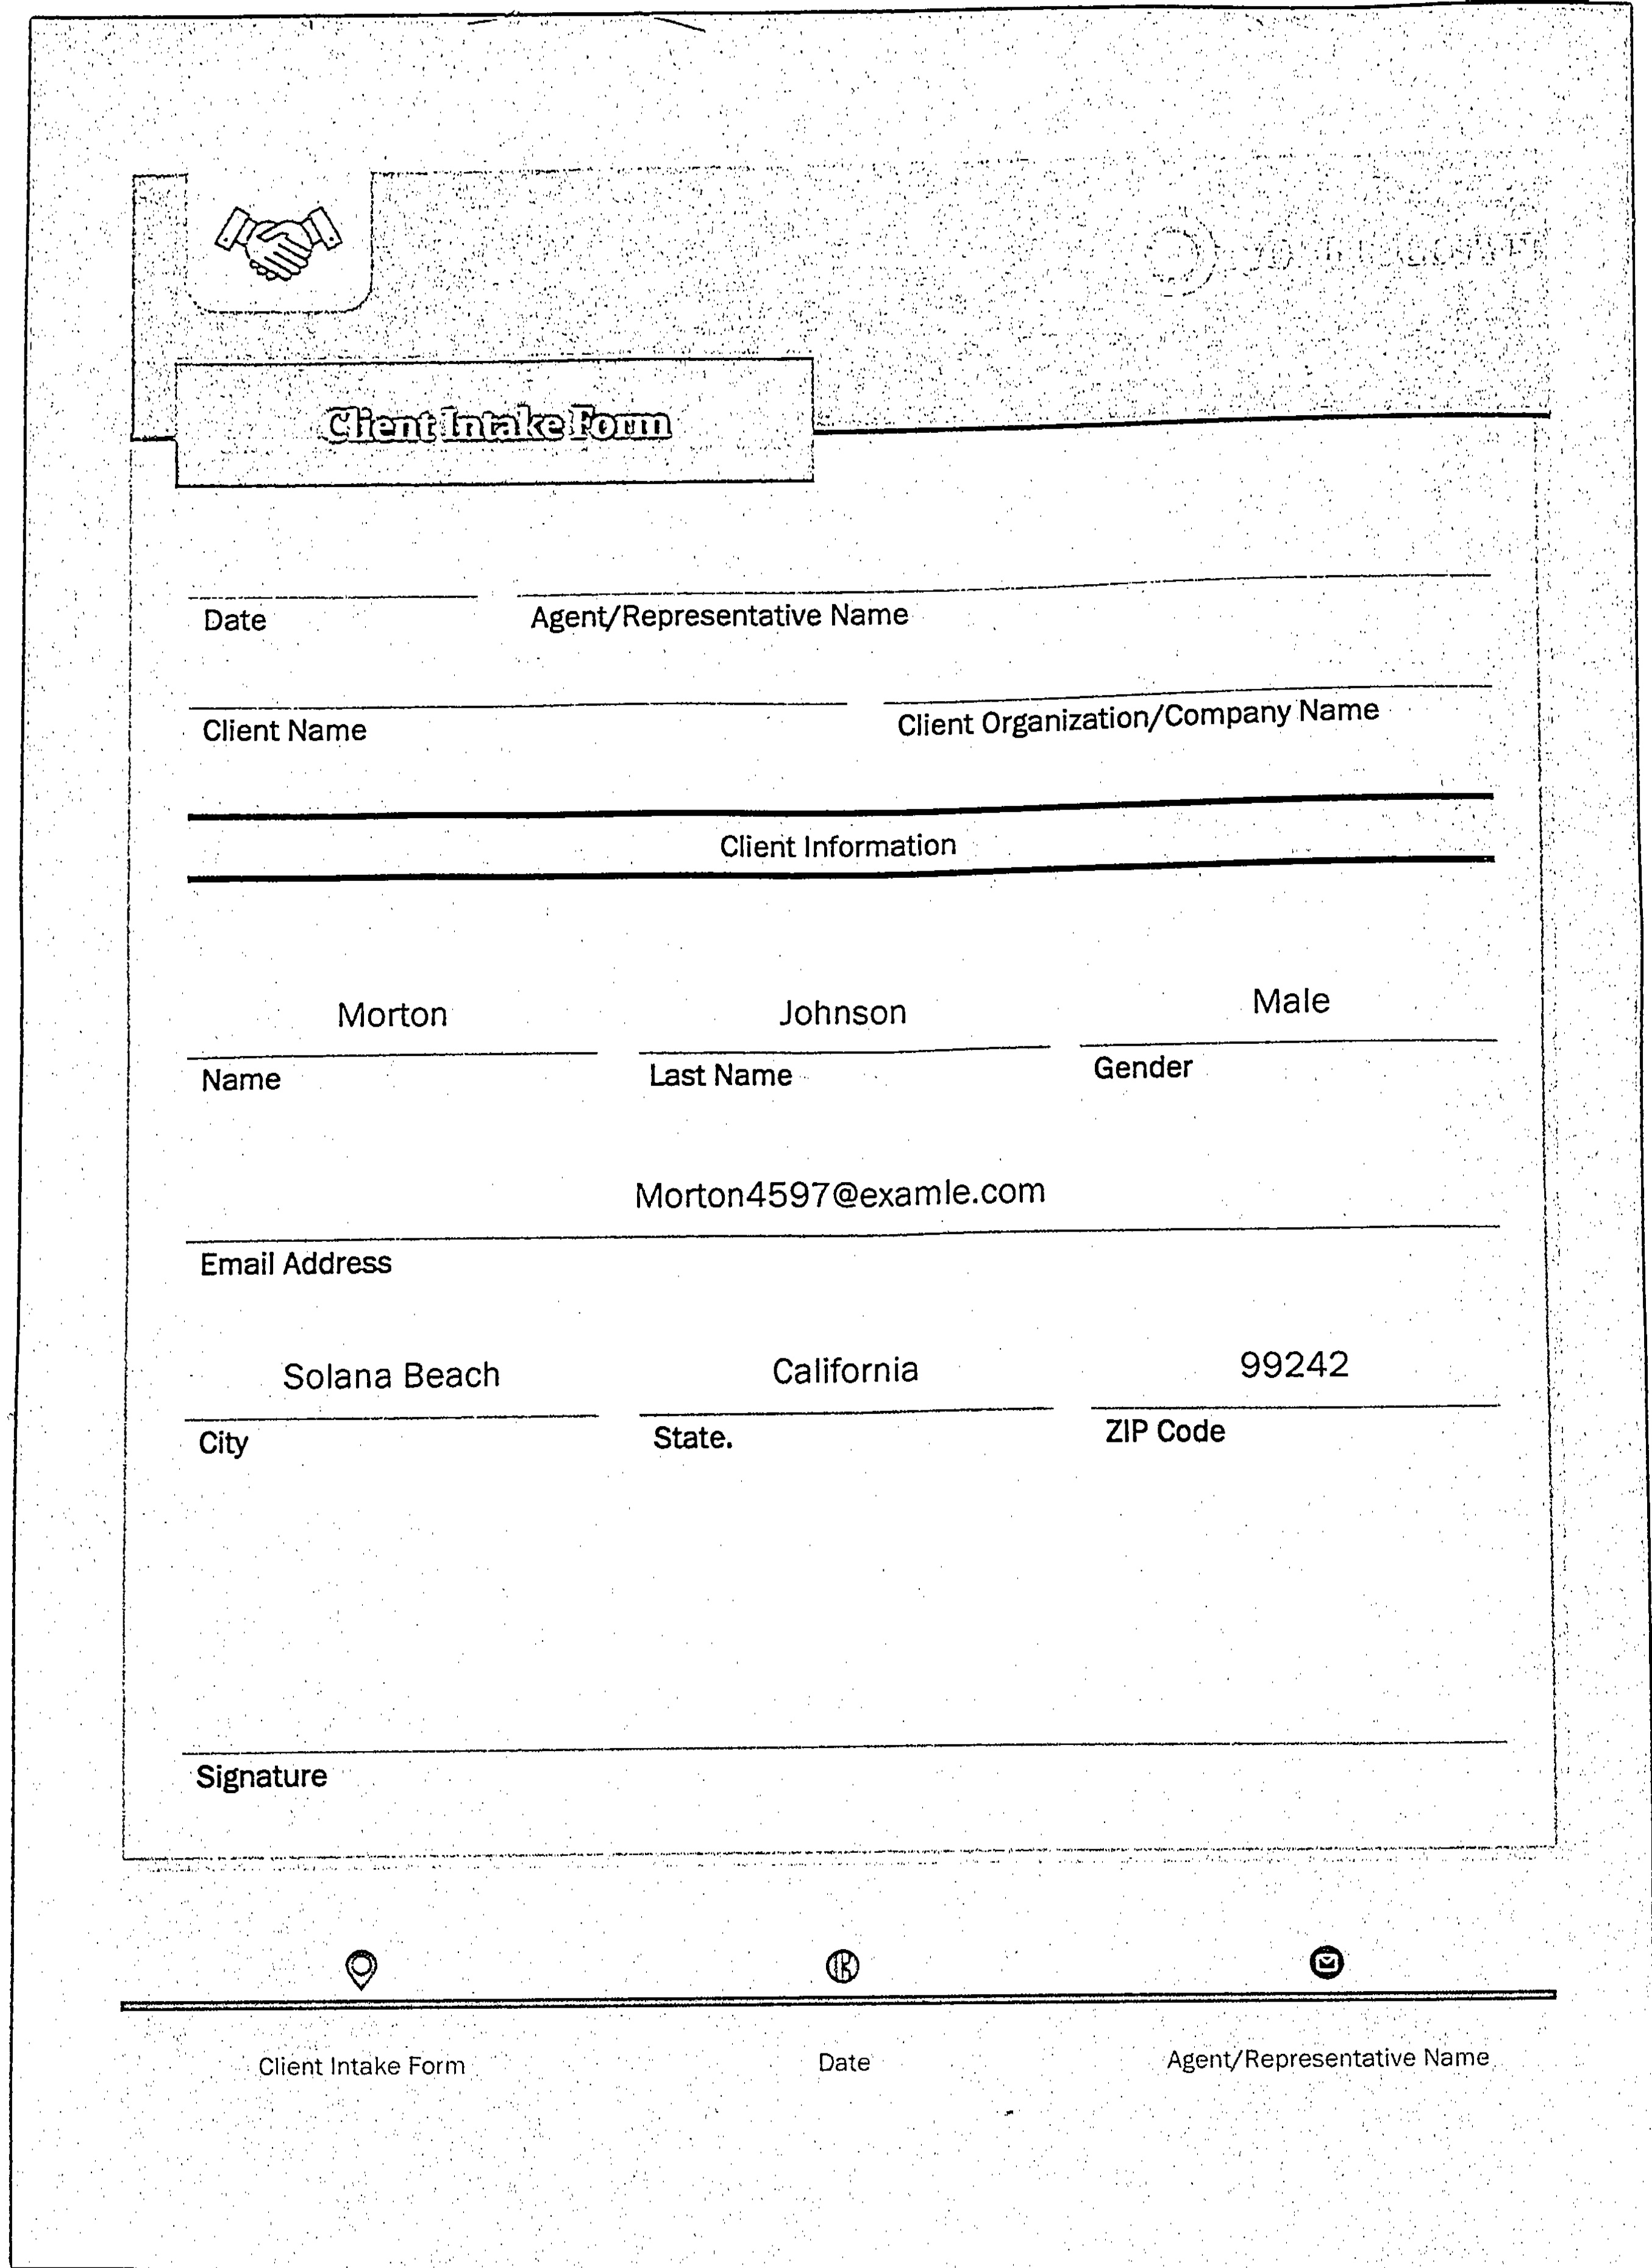 Client Intake Form
Date Agent/Representative Name
Client Name Client Organization/Company Name
Client Information
Morton Johnson Male
Name Last Name Gender
Morton4597@examle.com
Email Address
Solana Beach California 99242
City State. ZIP Code
Signature
Client Intake Form Date Agent/Representative Name